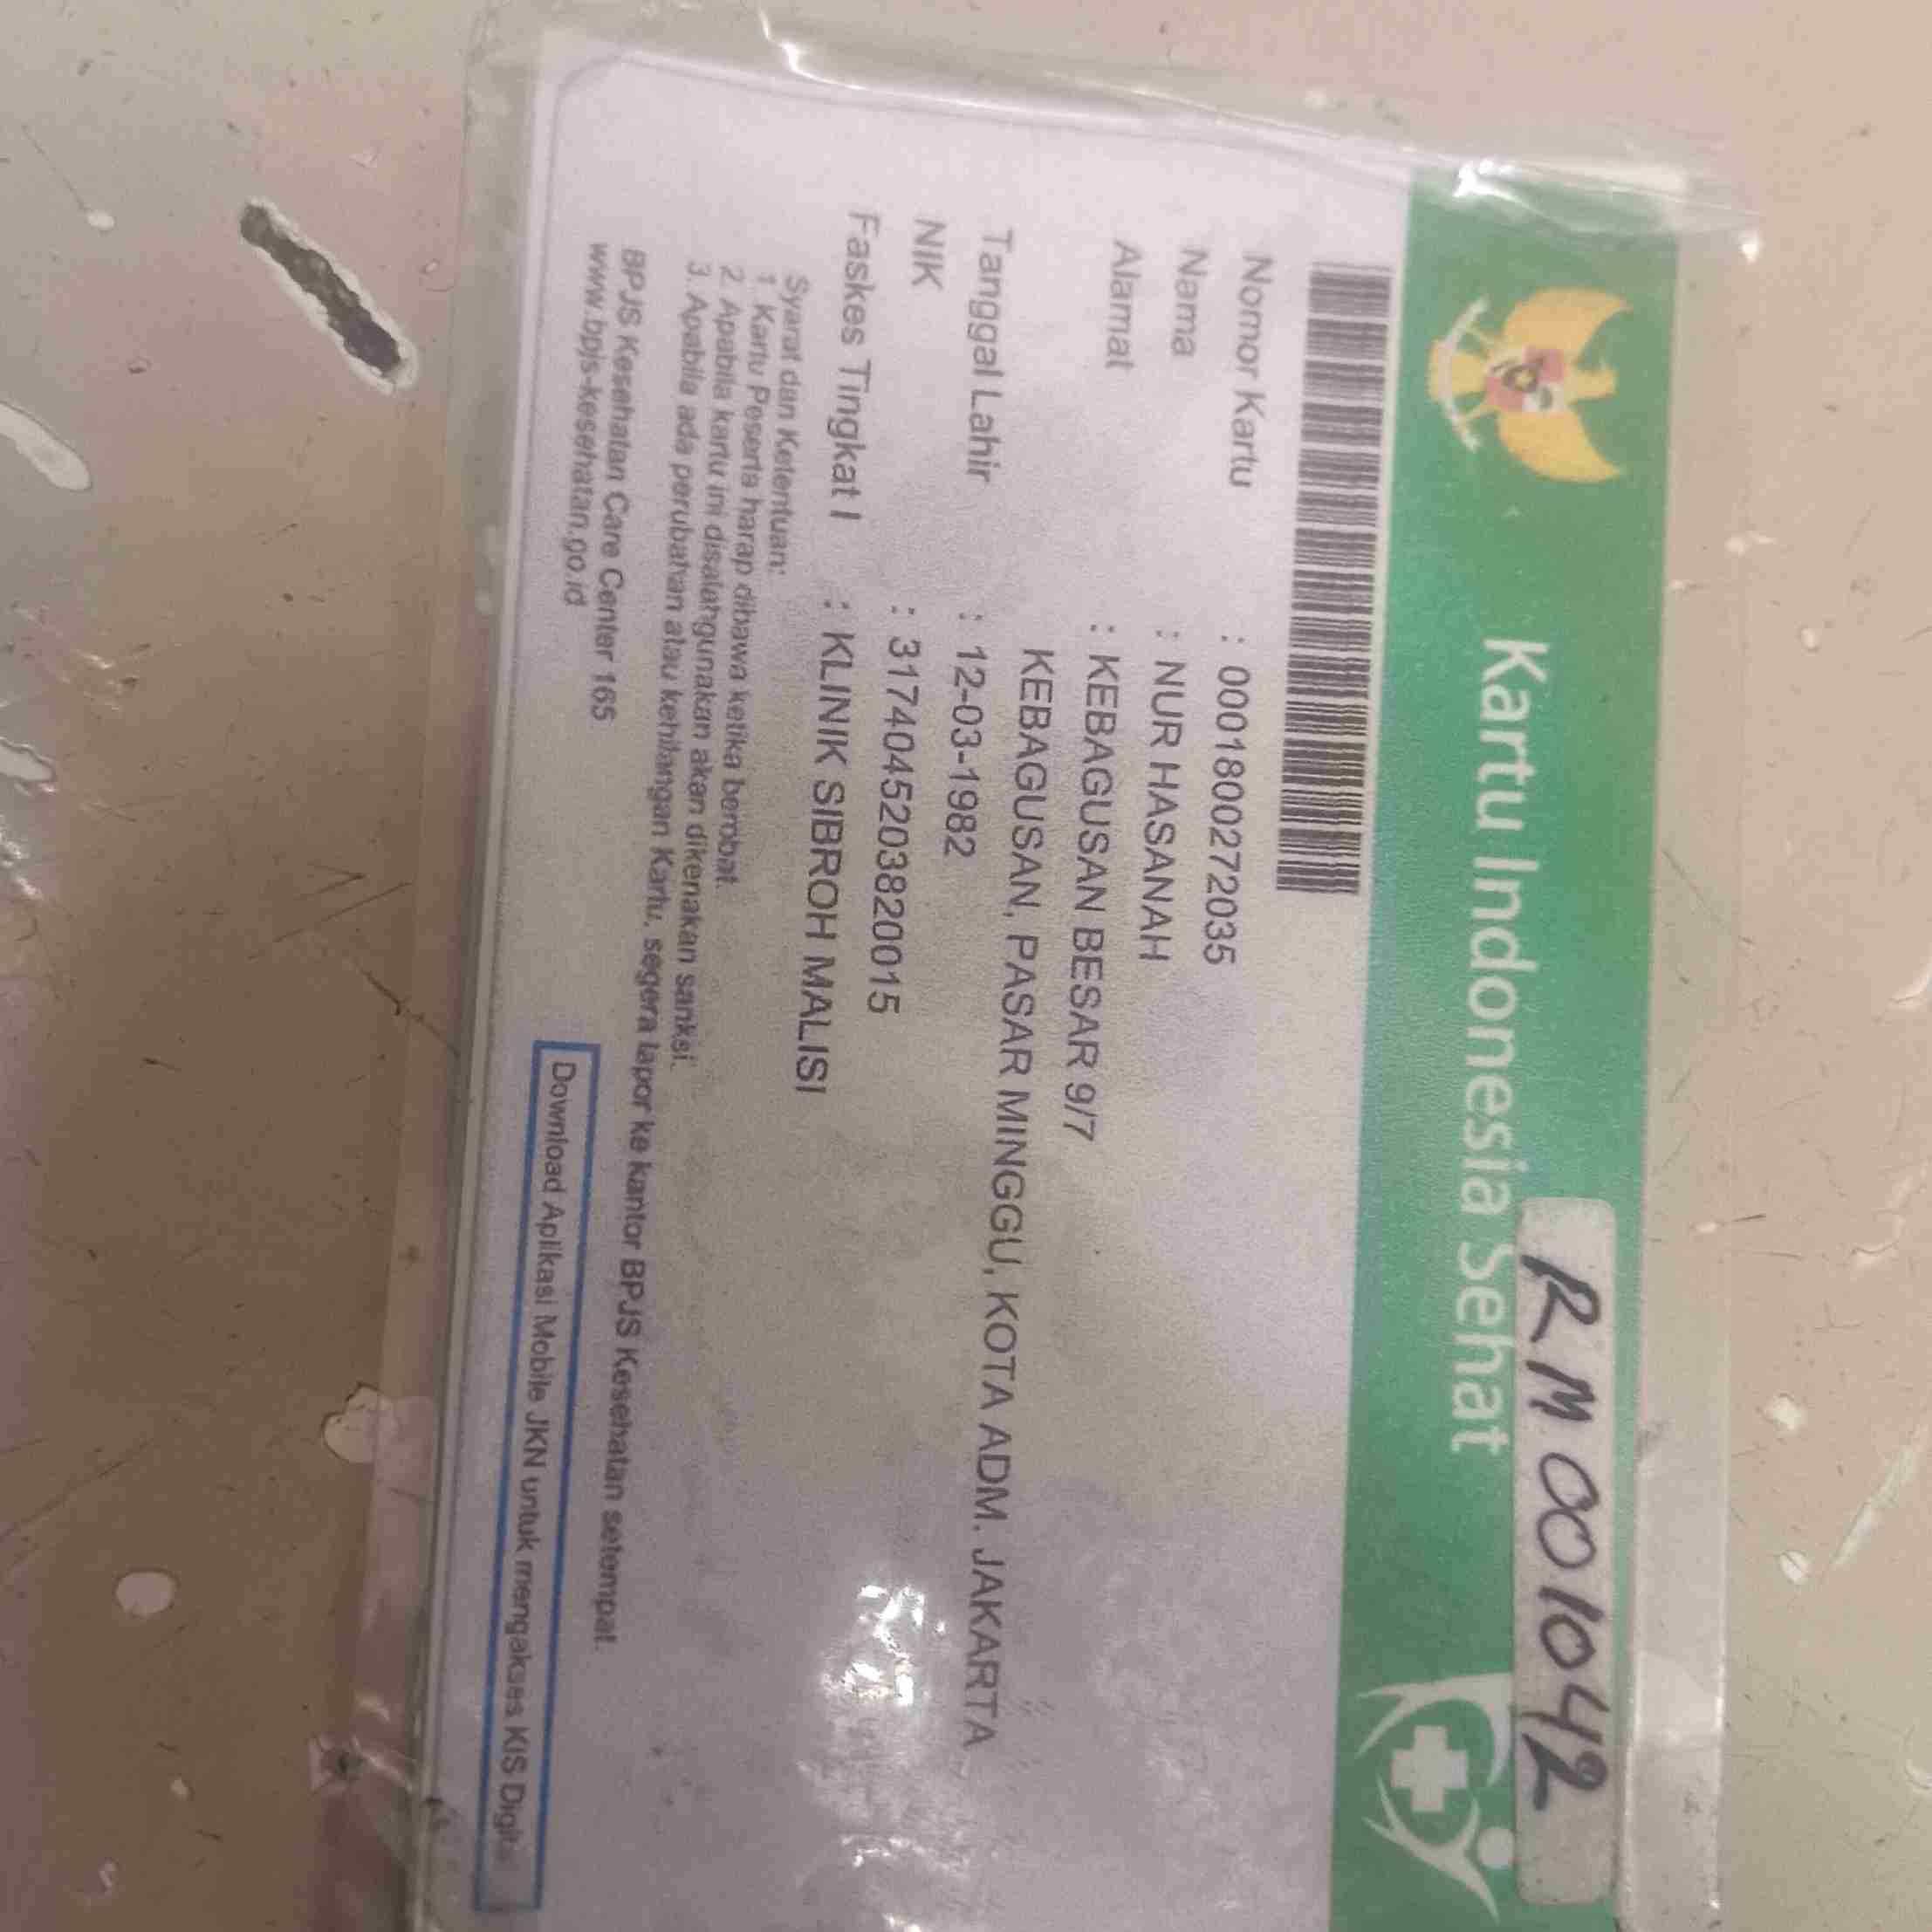 Kartu Indonesia Sehat
RM 001042
Nomor Kartu : 0001800272035
Nama : NUR HASANAH
Alamat : KEBAGUSAN BESAR 9/7
KEBAGUSAN, PASAR MINGGU, KOTA ADM. JAKARTA
Tanggal Lahir : 12-03-1982
NIK : 3174045203820015
Faskes Tingkat I : KLINIK SIBROH MALISI
Syarat dan Ketentuan:
1. Kartu Peserta harap dibawa ketika berobat.
2. Apabila kartu ini disalahgunakan akan dikenakan sanksi.
3. Apabila ada perubahan atau kehilangan Kartu, segera lapor ke kantor BPJS Kesehatan setempat.
BPJS Kesehatan Care Center 165
www.bpjs-kesehatan.go.id
Download Aplikasi Mobile JKN untuk mengakses KIS